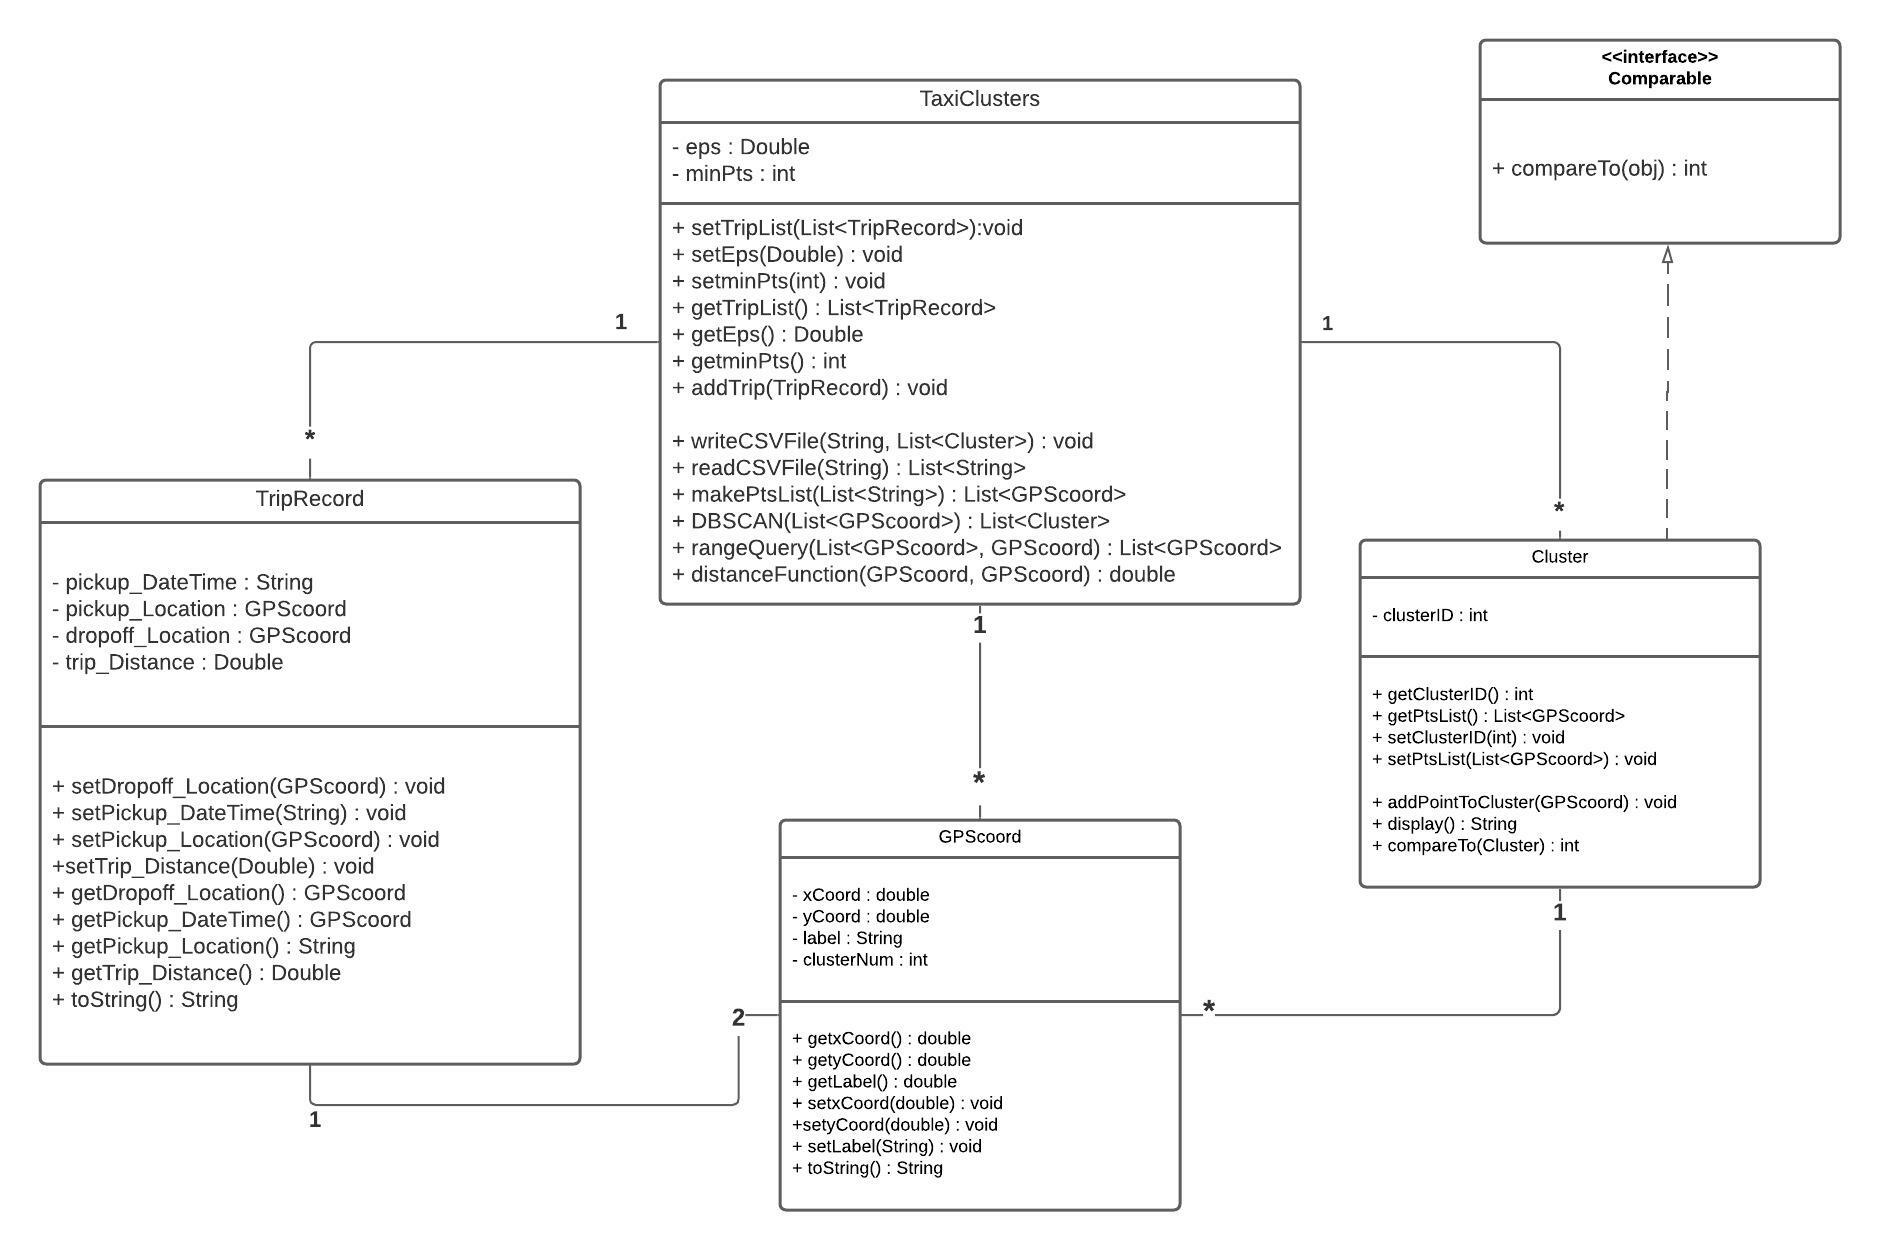 <<interface>>
Comparable
+ compareTo(obj) : int
TaxiClusters
- eps : Double
- minPts : int
+ setTripList(List<TripRecord>):void
+ setEps(Double) : void
+ setminPts(int) : void
+ getTripList() : List<TripRecord>
+ getEps() : Double
+ getminPts() : int
+ addTrip(TripRecord) : void
+ writeCSVFile(String, List<Cluster>) : void
+ readCSVFile(String) : List<String>
+ makePtsList(List<String>) : List<GPScoord>
+ DBSCAN(List<GPScoord>) : List<Cluster>
+ rangeQuery(List<GPScoord>, GPScoord) : List<GPScoord>
+ distanceFunction(GPScoord, GPScoord) : double
1
*
1
*
1
*
TripRecord
- pickup_DateTime : String
- pickup_Location : GPScoord
- dropoff_Location : GPScoord
- trip_Distance : Double
+ setDropoff_Location(GPScoord) : void
+ setPickup_DateTime(String) : void
+ setPickup_Location(GPScoord) : void
+setTrip_Distance(Double) : void
+ getDropoff_Location() : GPScoord
+ getPickup_DateTime() : GPScoord
+ getPickup_Location() : String
+ getTrip_Distance() : Double
+ toString() : String
1
2
Cluster
- clusterID : int
+ getClusterID() : int
+ getPtsList() : List<GPScoord>
+ setClusterID(int) : void
+ setPtsList(List<GPScoord>) : void
+ addPointToCluster(GPScoord) : void
+ display() : String
+ compareTo(Cluster) : int
1
*
GPScoord
- xCoord : double
- yCoord : double
- label : String
- clusterNum : int
+ getxCoord() : double
+ getyCoord() : double
+ getLabel() : double
+ setxCoord(double) : void
+setyCoord(double) : void
+ setLabel(String) : void
+ toString() : String